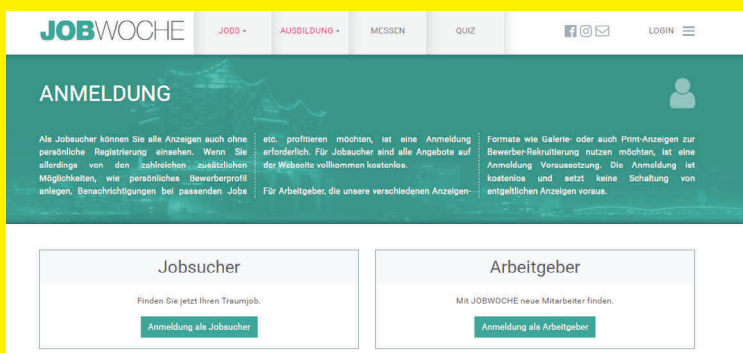 JOBWOCHE
JOBS
AUSBILDUNG
MESSEN
QUIZ
LOGIN
ANMELDUNG
Als Jobsucher können Sie alle Anzeigen auch ohne
persönliche Registrierung einsehen. Wenn Sie
allerdings von den zahlreichen zusätzlichen
Möglichkeiten, wie persönliches Bewerberprofil
anlegen, Benachrichtigungen bei passenden Jobs
etc. profitieren möchten, ist eine Anmeldung
erforderlich. Für Jobsucher sind alle Angebote auf
der Webseite vollkommen kostenlos.
Für Arbeitgeber, die unsere verschiedenen Anzeigen-
Formate wie Galerie- oder auch Print-Anzeigen zur
Bewerber-Rekruitierung nutzen möchten, ist eine
Anmeldung Voraussetzung. Die Anmeldung ist
kostenlos und setzt keine Schaltung von
entgeltlichen Anzeigen voraus.
Jobsucher
Finden Sie jetzt Ihren Traumjob.
Anmeldung als Jobsucher
Arbeitgeber
Mit JOBWOCHE neue Mitarbeiter finden.
Anmeldung als Arbeitgeber